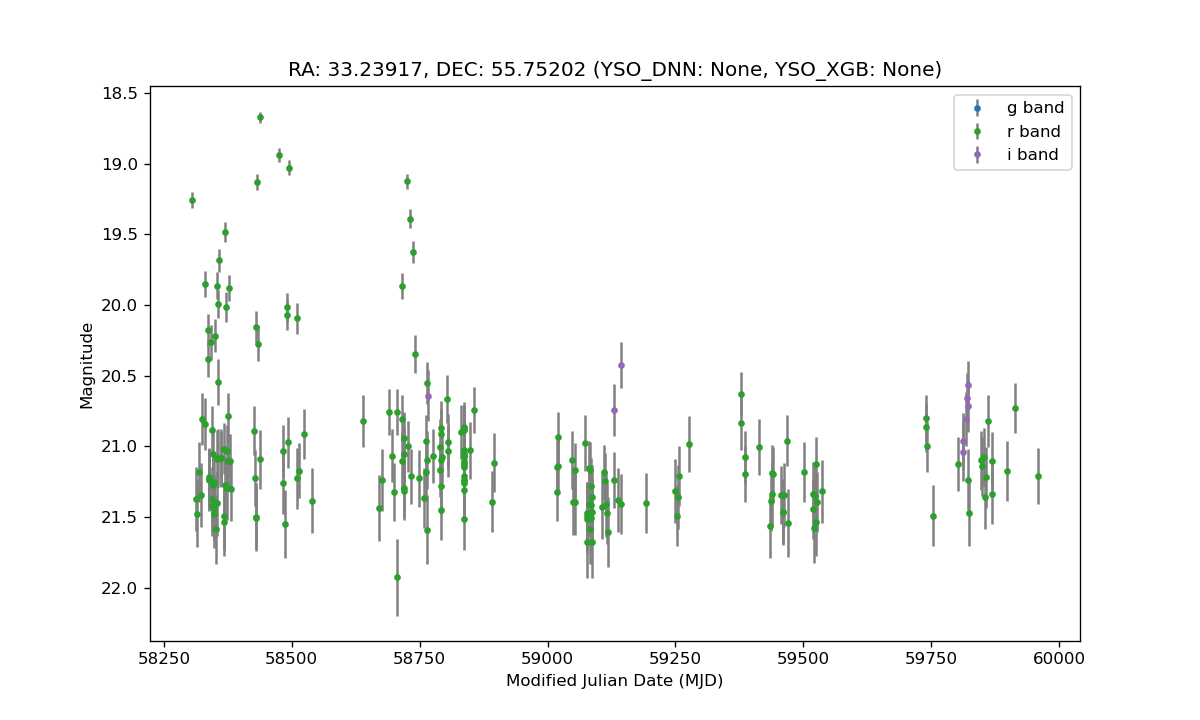 RA: 33.23917, DEC: 55.75202 (YSO_DNN: None, YSO_XGB: None)
g band
r band
i band
18.5
19.0
19.5
20.0
20.5
21.0
21.5
22.0
Magnitude
58250 58500 58750 59000 59250 59500 59750 60000
Modified Julian Date (MJD)